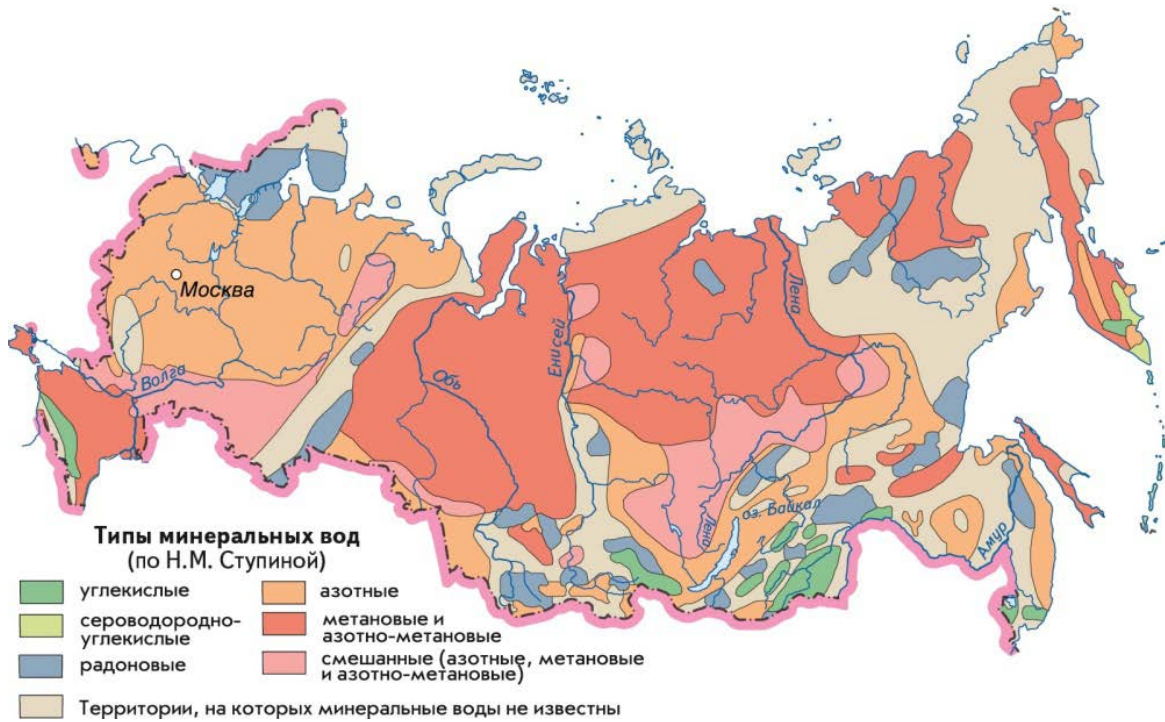 Москва
Волга
Обь
Енисей
Лена
Лена
оз. Байкал
Амур
Типы минеральных вод
(по Н.М. Ступиной)
углекислые
сероводородно-
углекислые
радоновые
азотные
метановые и
азотно-метановые
смешанные (азотные, метановые
и азотно-метановые)
Территории, на которых минеральные воды не известны